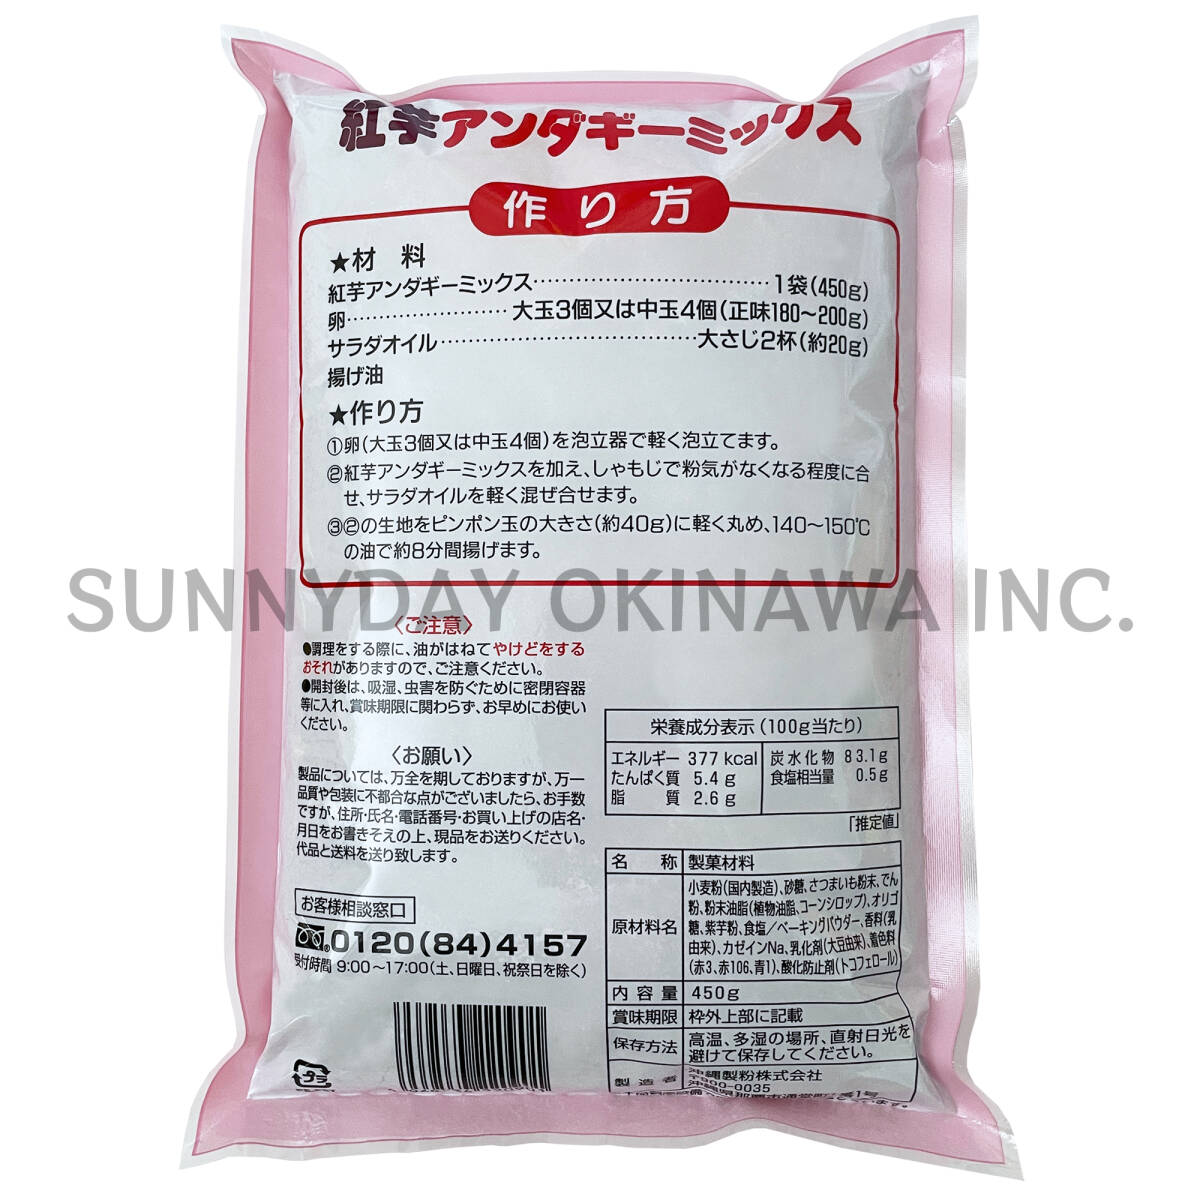 紅芋アンダギーミックス
作り方
★材料
紅芋アンダギーミックス……………………………1袋(450g)
卵……………………大玉3個又は中玉4個(正味180〜200g)
サラダオイル………………………………大さじ2杯(約20g)
揚げ油
★作り方
①卵(大玉3個又は中玉4個)を泡立器で軽く泡立てます。
②紅芋アンダギーミックスを加え、しゃもじで粉気がなくなる程度に合
せ、サラダオイルを軽く混ぜ合せます。
③②の生地をピンポン玉の大きさ(約40g)に軽く丸め、140〜150℃
の油で約8分間揚げます。
SUNNYDAY OKINAWA INC.
〈ご注意〉
●調理をする際に、油がはねてやけどをする
おそれがありますので、ご注意ください。
●開封後は、吸湿、虫害を防ぐために密閉容器
等に入れ、賞味期限に関わらず、お早めにお使い
ください。
〈お願い〉
製品については、万全を期しておりますが、万一
品質や包装に不都合な点がございましたら、お手数
ですが、住所・氏名・電話番号・お買い上げの店名・
月日をお書きそえの上、現品をお送りください。
代品と送料を送り致します。
お客様相談窓口
0120(84)4157
受付時間 9:00〜17:00(土、日曜日、祝祭日を除く)
プラ
栄養成分表示(100g当たり)
エネルギー 377 kcal 炭水化物 83.1g
たんぱく質 5.4 g 食塩相当量 0.5g
脂質 2.6 g
「推定値」
名称 製菓材料
原材料名 小麦粉(国内製造)、砂糖、さつまいも粉末、でん
粉、粉末油脂(植物油脂、コーンシロップ)、オリゴ
糖、紫芋粉、食塩/ベーキングパウダー、香料(乳
由来)、カゼインNa、乳化剤(大豆由来)、着色料
(赤3、赤106、青1)、酸化防止剤(トコフェロール)
内容量 450g
賞味期限 枠外上部に記載
保存方法 高温、多湿の場所、直射日光を
避けて保存してください。
製造者 沖縄製粉株式会社
〒900-0035